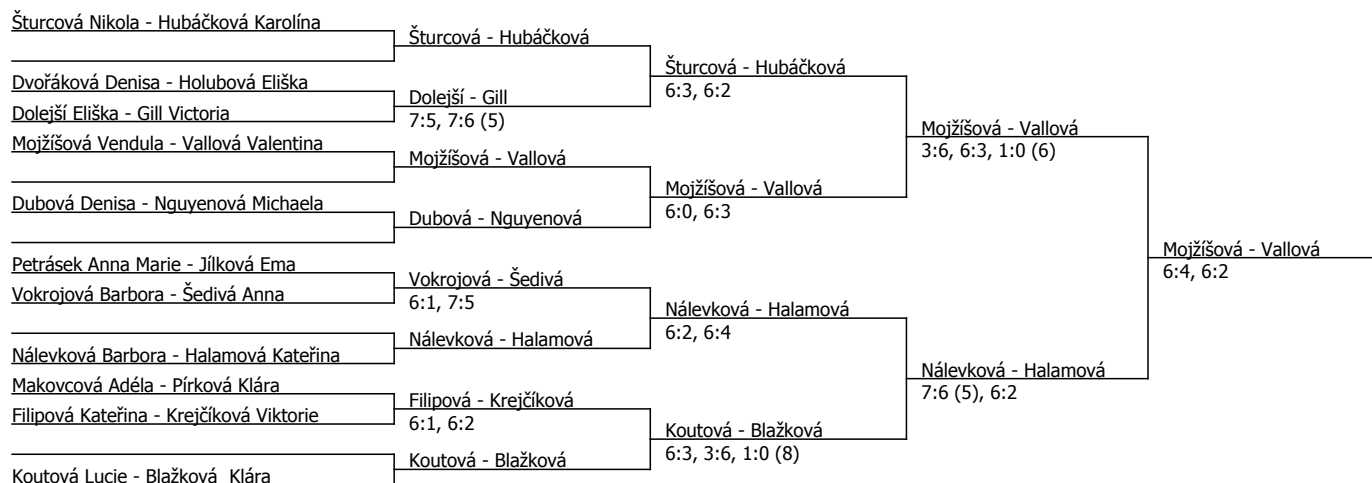 Šturcová Nikola - Hubáčková Karolína
Dvořáková Denisa - Holubová Eliška
Dolejší Eliška - Gill Victoria
Mojžíšová Vendula - Vallová Valentina
Dubová Denisa - Nguyenová Michaela
Petrásek Anna Marie - Jílková Ema
Vokrojová Barbora - Šedivá Anna
Nálevková Barbora - Halamová Kateřina
Makovcová Adéla - Pírková Klára
Filipová Kateřina - Krejčíková Viktorie
Koutová Lucie - Blažková Klára
Šturcová - Hubáčková
Dolejší - Gill
7:5, 7:6 (5)
Mojžíšová - Vallová
Dubová - Nguyenová
Vokrojová - Šedivá
6:1, 7:5
Nálevková - Halamová
Filipová - Krejčíková
6:1, 6:2
Koutová - Blažková
Šturcová - Hubáčková
6:3, 6:2
Mojžíšová - Vallová
6:0, 6:3
Nálevková - Halamová
6:2, 6:4
Koutová - Blažková
6:3, 3:6, 1:0 (8)
Mojžíšová - Vallová
3:6, 6:3, 1:0 (6)
Nálevková - Halamová
7:6 (5), 6:2
Mojžíšová - Vallová
6:4, 6:2